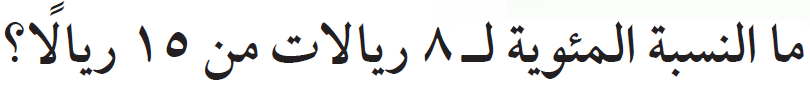 ما النسبة المئوية لـ ٨ ريالات من ١٥ ريالًا؟